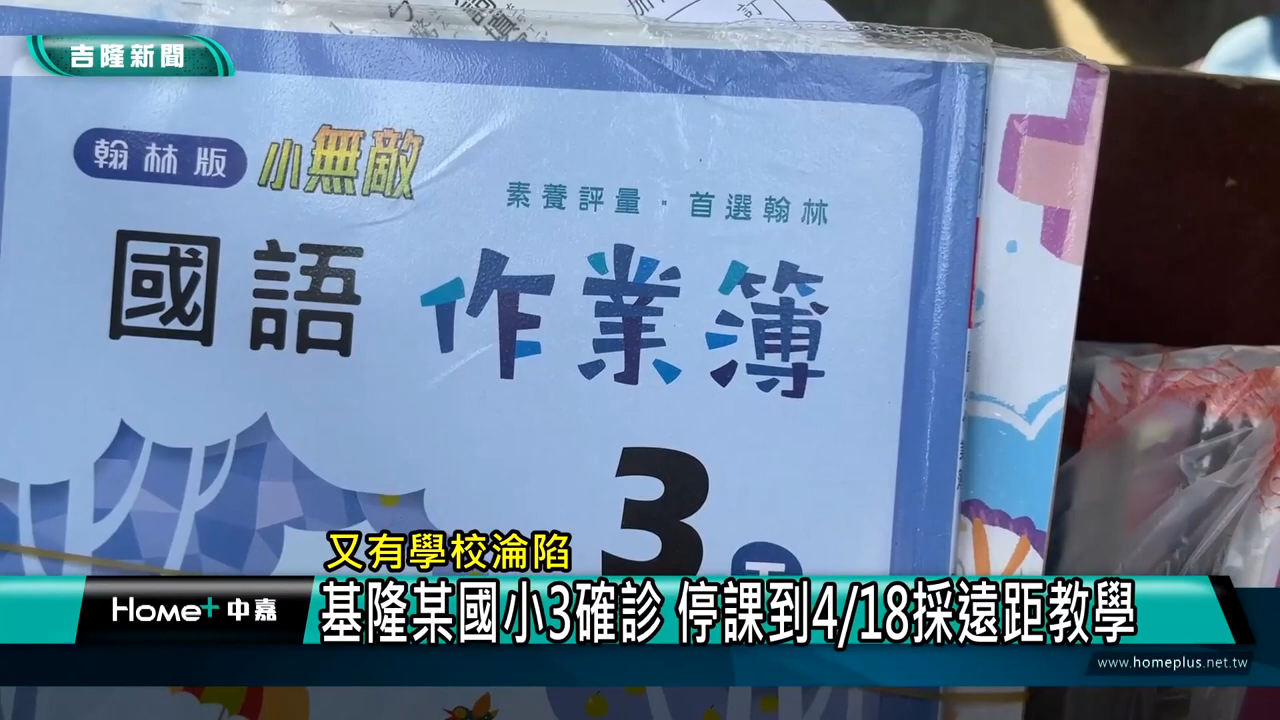 吉隆新聞
翰林版 小無敵
素養評量·首選翰林
國語 作業簿
3
又有學校淪陷
Home+中嘉 基隆某國小3確診 停課到4/18採遠距教學
www.homeplus.net.tw